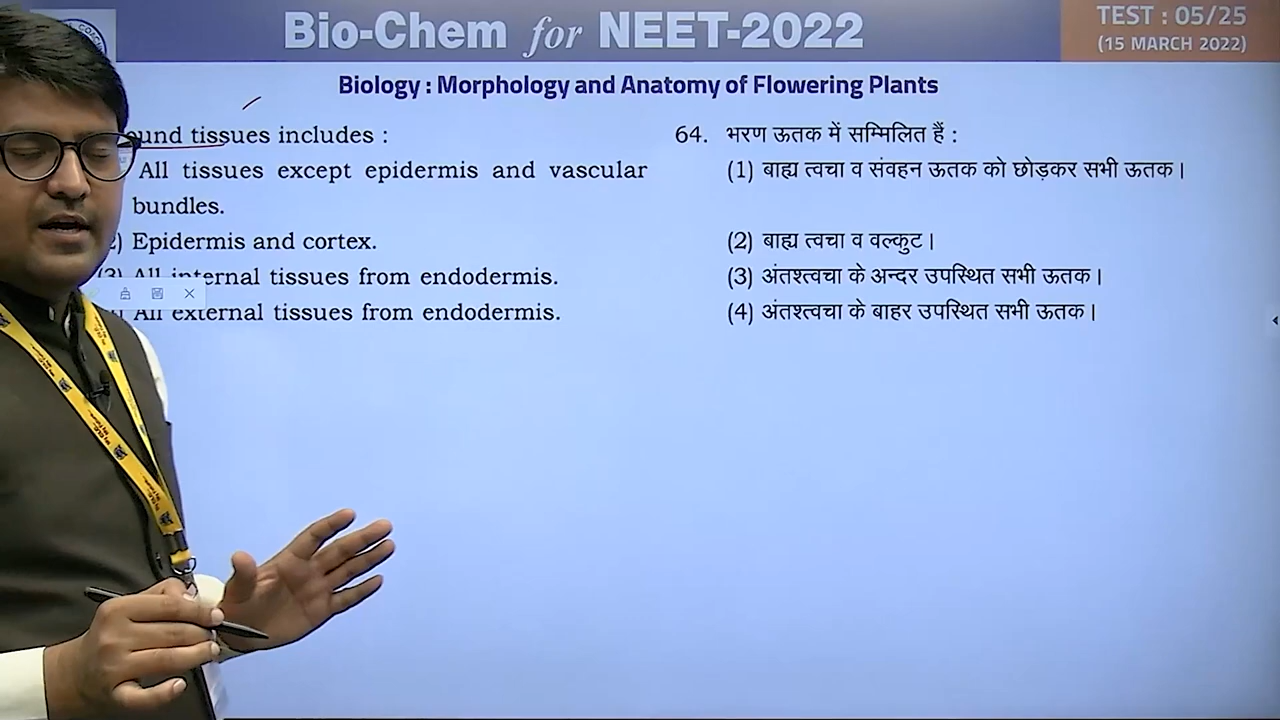 Bio-Chem for NEET-2022
TEST : 05/25
(15 MARCH 2022)
Biology : Morphology and Anatomy of Flowering Plants
tissues includes :
All tissues except epidermis and vascular
bundles.
Epidermis and cortex.
(3) All internal tissues from endodermis.
All external tissues from endodermis.
64. भरण ऊतक में सम्मिलित हैं :
(1) बाह्य त्वचा व संवहन ऊतक को छोड़कर सभी ऊतक।
(2) बाह्य त्वचा व वल्कुट।
(3) अंतश्त्वचा के अन्दर उपस्थित सभी ऊतक।
(4) अंतश्त्वचा के बाहर उपस्थित सभी ऊतक।